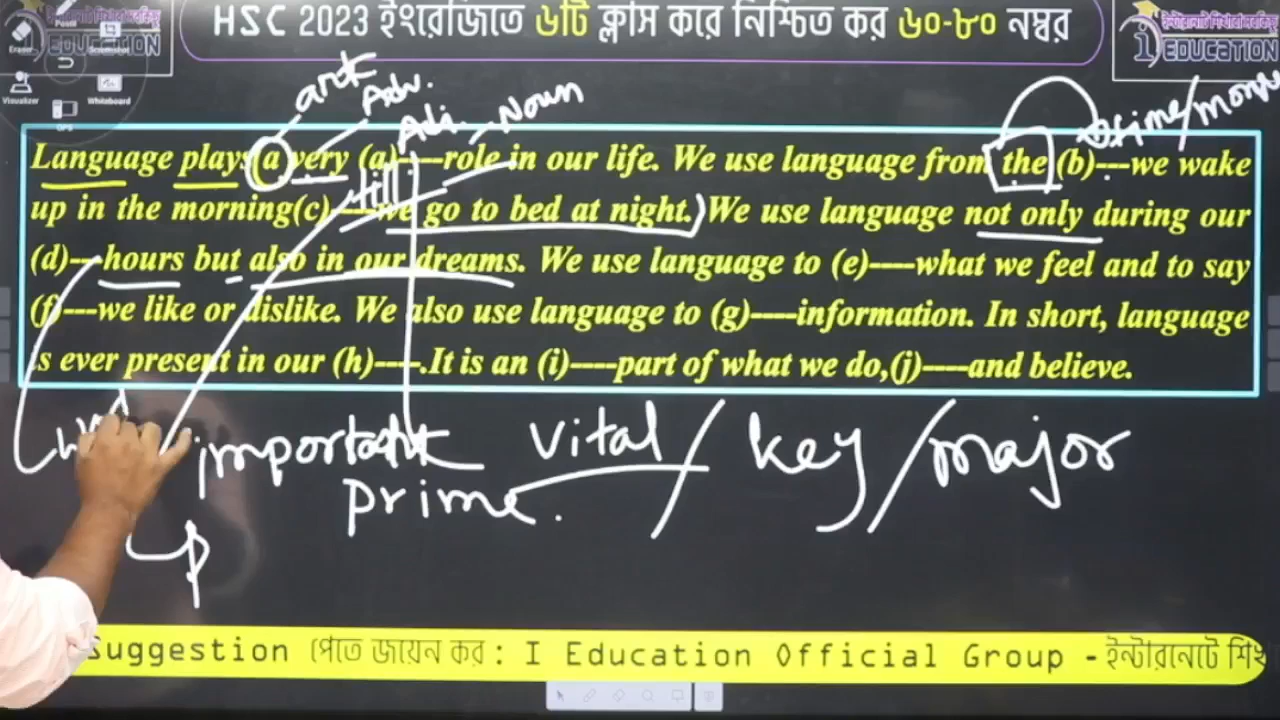 HSC 2023 ইংরেজিতে ৬টি ক্লাস করে নিশ্চিত কর ৬০-৮০ নম্বর
EDUCATION
EDUCATION
Eraser
Visualizer
Whiteboard
art
Adv.
Adj.
Noun
time/
Language plays(a very (a)----role in our life. We use language from the (b)---we wake
till
up in the morning(c)---we go to bed at night.)We use language not only during our
(d)---hours but also in our dreams. We use language to (e)----what we feel and to say
(f)---we like or dislike. We also use language to (g)----information. In short, language
is ever present in our (h)----.It is an (i)----part of what we do,(j)----and believe.
important vital / key / major
prime.
p
Suggestion পেতে জয়েন কর : I Education Official Group - ইন্টারনেটে